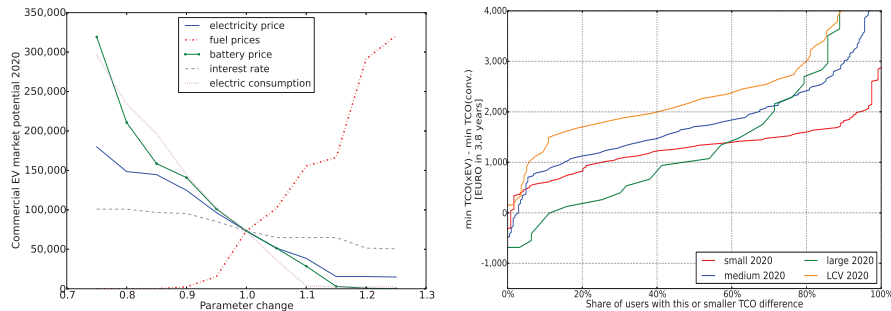 350,000
300,000
250,000
200,000
150,000
100,000
50,000
0
Commercial EV market potential 2020
electricity price
fuel prices
battery price
interest rate
electric consumption
0.7 0.8 0.9 1.0 1.1 1.2 1.3
Parameter change
4,000
3,000
2,000
1,000
0
-1,000
min TCO(xEV) - min TCO(conv.)
[EURO in 3.8 years]
small 2020 large 2020
medium 2020 LCV 2020
0% 20% 40% 60% 80% 100%
Share of users with this or smaller TCO difference